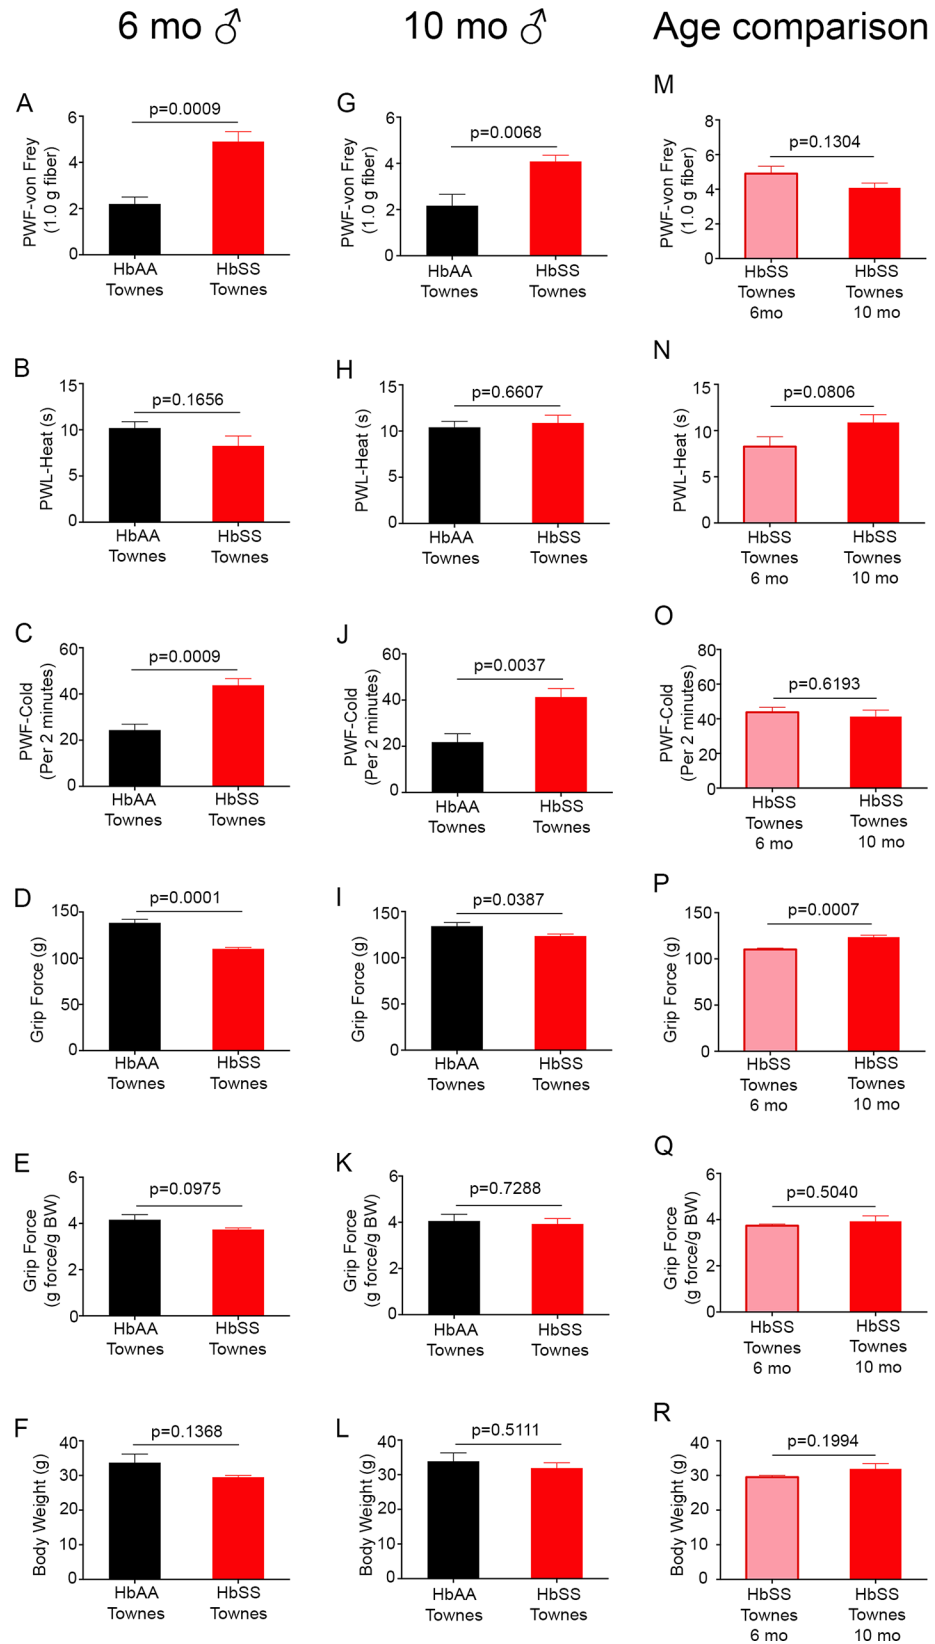 6 mo ♂
10 mo ♂
Age comparison
A
PWF-von Frey
(1.0 g fiber)
6
4
2
0
p=0.0009
HbAA
Townes
HbSS
Townes
G
PWF-von Frey
(1.0 g fiber)
6
4
2
0
p=0.0068
HbAA
Townes
HbSS
Townes
M
PWF-von Frey
(1.0 g fiber)
8
6
4
2
0
p=0.1304
HbSS
Townes
6mo
HbSS
Townes
10 mo
B
PWL-Heat (s)
15
10
5
0
p=0.1656
HbAA
Townes
HbSS
Townes
H
PWL-Heat (s)
15
10
5
0
p=0.6607
HbAA
Townes
HbSS
Townes
N
PWL-Heat (s)
15
10
5
0
p=0.0806
HbSS
Townes
6 mo
HbSS
Townes
10 mo
C
PWF-Cold
(Per 2 minutes)
60
40
20
0
p=0.0009
HbAA
Townes
HbSS
Townes
J
PWF-Cold
(Per 2 minutes)
60
40
20
0
p=0.0037
HbAA
Townes
HbSS
Townes
O
PWF-Cold
(Per 2 minutes)
80
60
40
20
0
p=0.6193
HbSS
Townes
6 mo
HbSS
Townes
10 mo
D
Grip Force (g)
150
100
50
0
p=0.0001
HbAA
Townes
HbSS
Townes
I
Grip Force (g)
150
100
50
0
p=0.0387
HbAA
Townes
HbSS
Townes
P
Grip Force (g)
150
100
50
0
p=0.0007
HbSS
Townes
6 mo
HbSS
Townes
10 mo
E
Grip Force
(g force/g BW)
6
4
2
0
p=0.0975
HbAA
Townes
HbSS
Townes
K
Grip Force
(g force/g BW)
6
4
2
0
p=0.7288
HbAA
Townes
HbSS
Townes
Q
Grip Force
(g force/g BW)
6
4
2
0
p=0.5040
HbSS
Townes
6 mo
HbSS
Townes
10 mo
F
Body Weight (g)
40
30
20
10
0
p=0.1368
HbAA
Townes
HbSS
Townes
L
Body Weight (g)
40
30
20
10
0
p=0.5111
HbAA
Townes
HbSS
Townes
R
Body Weight (g)
40
30
20
10
0
p=0.1994
HbSS
Townes
6 mo
HbSS
Townes
10 mo